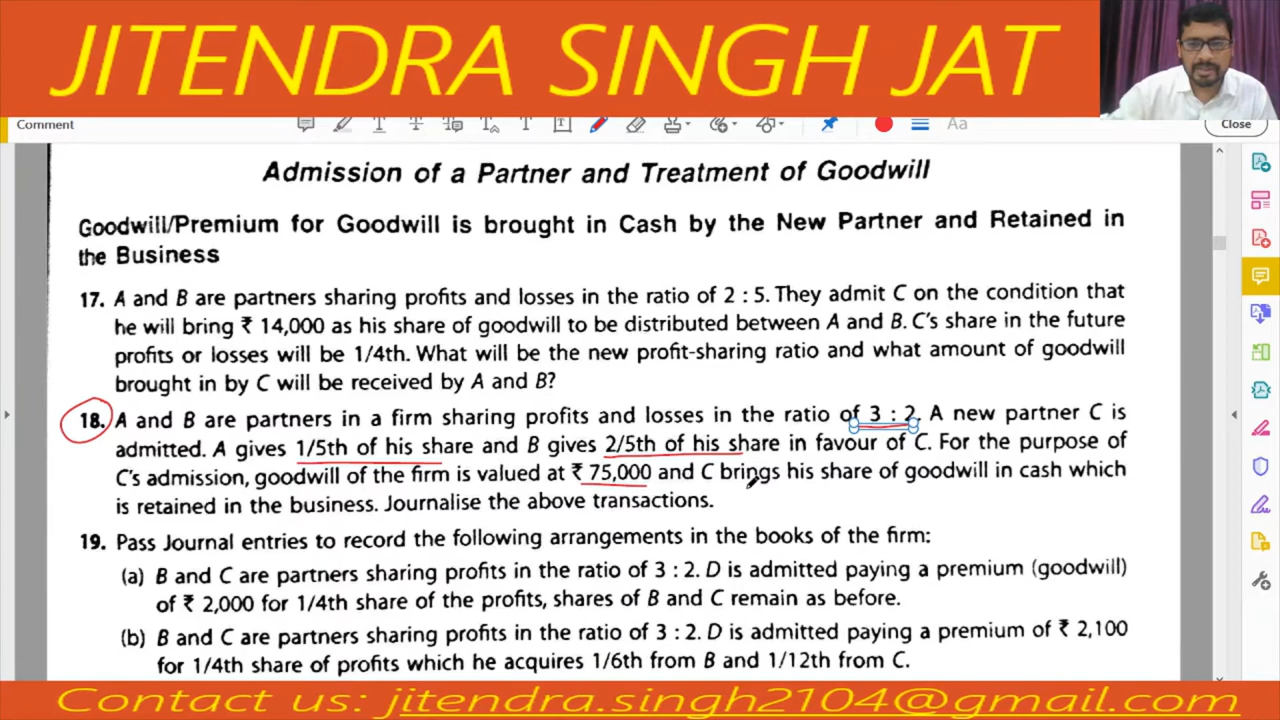 JITENDRA SINGH JAT
Comment
T T T T Aa
Close
Admission of a Partner and Treatment of Goodwill
Goodwill/Premium for Goodwill is brought in Cash by the New Partner and Retained in
the Business
17. A and B are partners sharing profits and losses in the ratio of 2 : 5. They admit C on the condition that
he will bring ₹ 14,000 as his share of goodwill to be distributed between A and B. C's share in the future
profits or losses will be 1/4th. What will be the new profit-sharing ratio and what amount of goodwill
brought in by C will be received by A and B?
18. A and B are partners in a firm sharing profits and losses in the ratio of 3 : 2. A new partner C is
admitted. A gives 1/5th of his share and B gives 2/5th of his share in favour of C. For the purpose of
C's admission, goodwill of the firm is valued at ₹ 75,000 and C brings his share of goodwill in cash which
is retained in the business. Journalise the above transactions.
19. Pass Journal entries to record the following arrangements in the books of the firm:
(a) B and C are partners sharing profits in the ratio of 3 : 2. D is admitted paying a premium (goodwill)
of ₹ 2,000 for 1/4th share of the profits, shares of B and C remain as before.
(b) B and C are partners sharing profits in the ratio of 3 : 2. D is admitted paying a premium of ₹ 2,100
for 1/4th share of profits which he acquires 1/6th from B and 1/12th from C.
Contact us: jitendra.singh2104@gmail.com